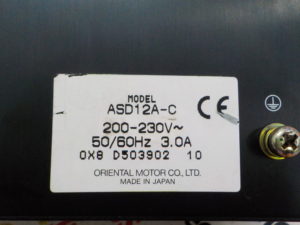 MODEL
ASD12A-C
CE
200-230V~
50/60Hz 3.0A
0X8 D503902 10
ORIENTAL MOTOR CO., LTD.
MADE IN JAPAN